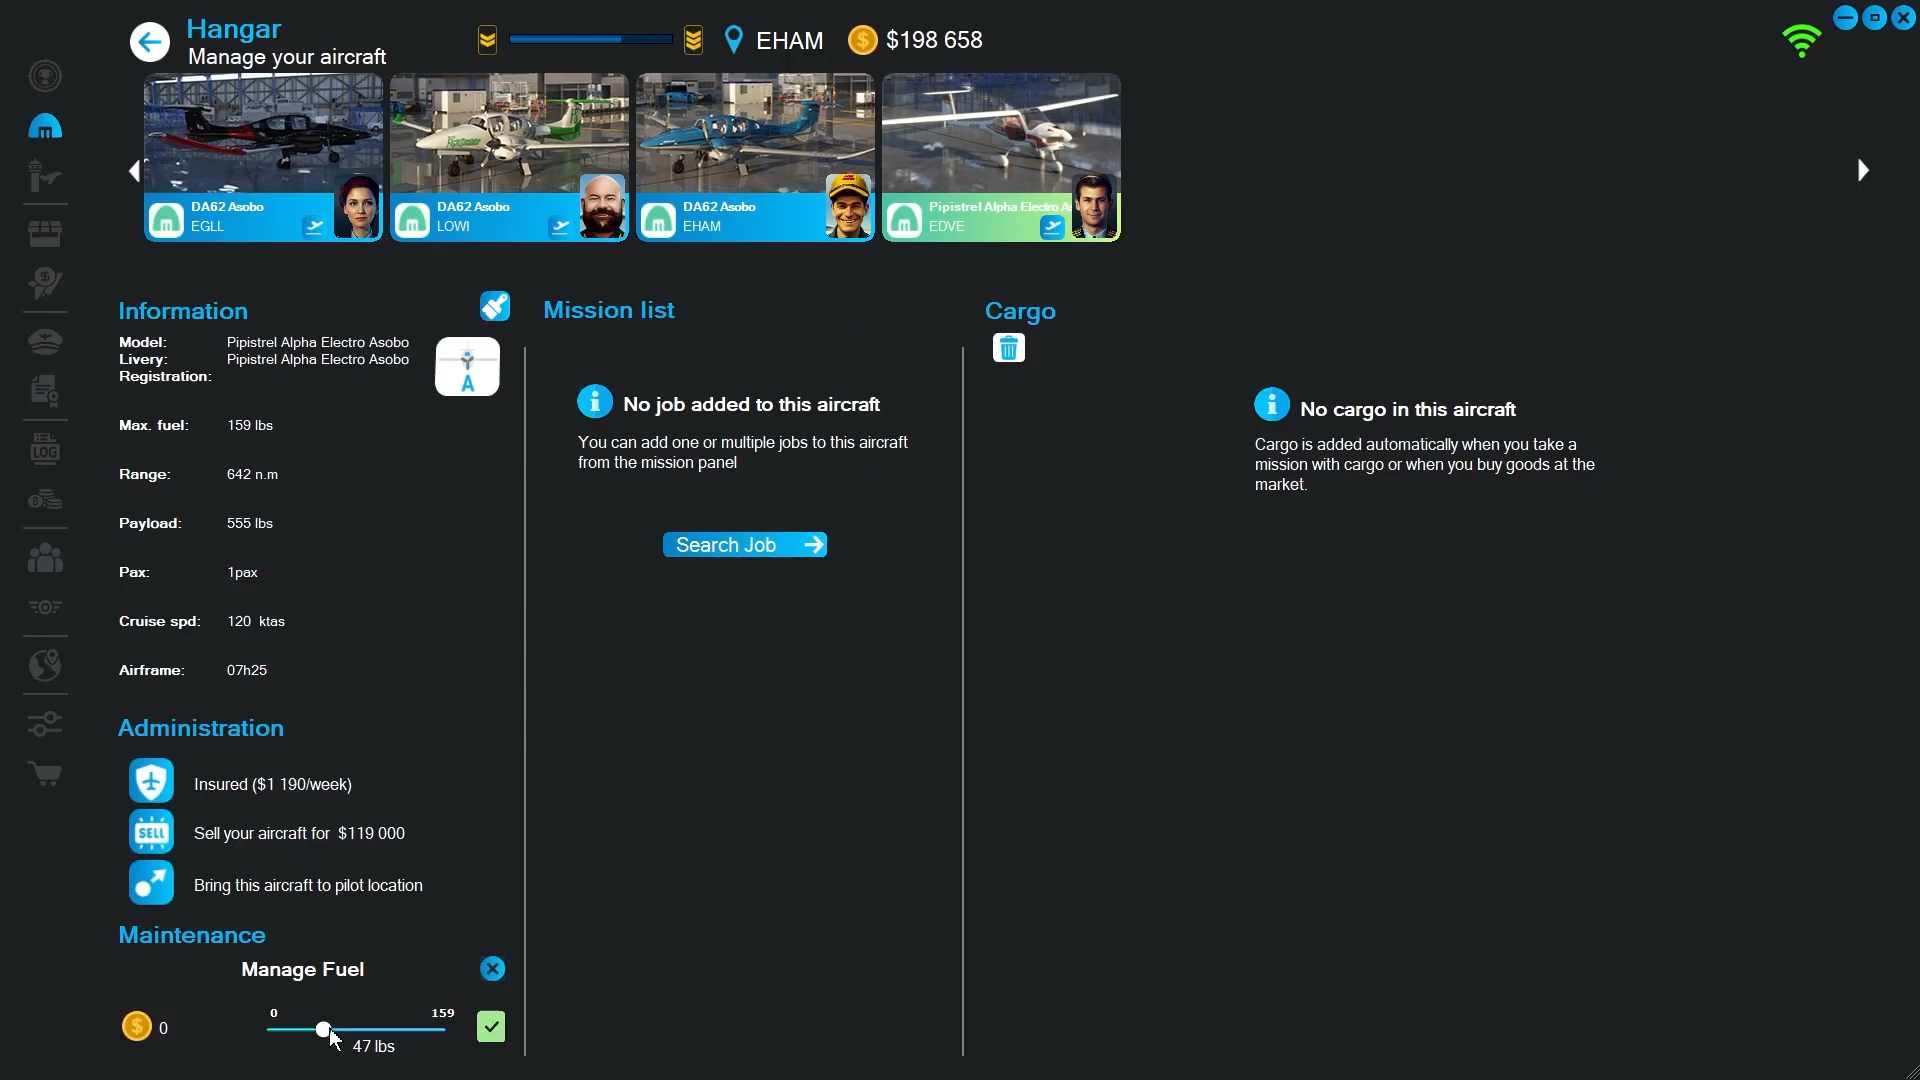 Hangar
Manage your aircraft
EHAM
$198 658
DA62 Asobo
EGLL
DA62 Asobo
LOWI
DA62 Asobo
EHAM
Pipistrel Alpha Electro As
EDVE
Information
Model: Pipistrel Alpha Electro Asobo
Livery: Pipistrel Alpha Electro Asobo
Registration:
A
Max. fuel: 159 lbs
Range: 642 n.m
Payload: 555 lbs
Pax: 1pax
Cruise spd: 120 ktas
Airframe: 07h25
Administration
Insured ($1 190/week)
SELL
Sell your aircraft for $119 000
Bring this aircraft to pilot location
Maintenance
Manage Fuel
0 159
0
47 lbs
Mission list
No job added to this aircraft
You can add one or multiple jobs to this aircraft
from the mission panel
Search Job
Cargo
No cargo in this aircraft
Cargo is added automatically when you take a
mission with cargo or when you buy goods at the
market.
LOG